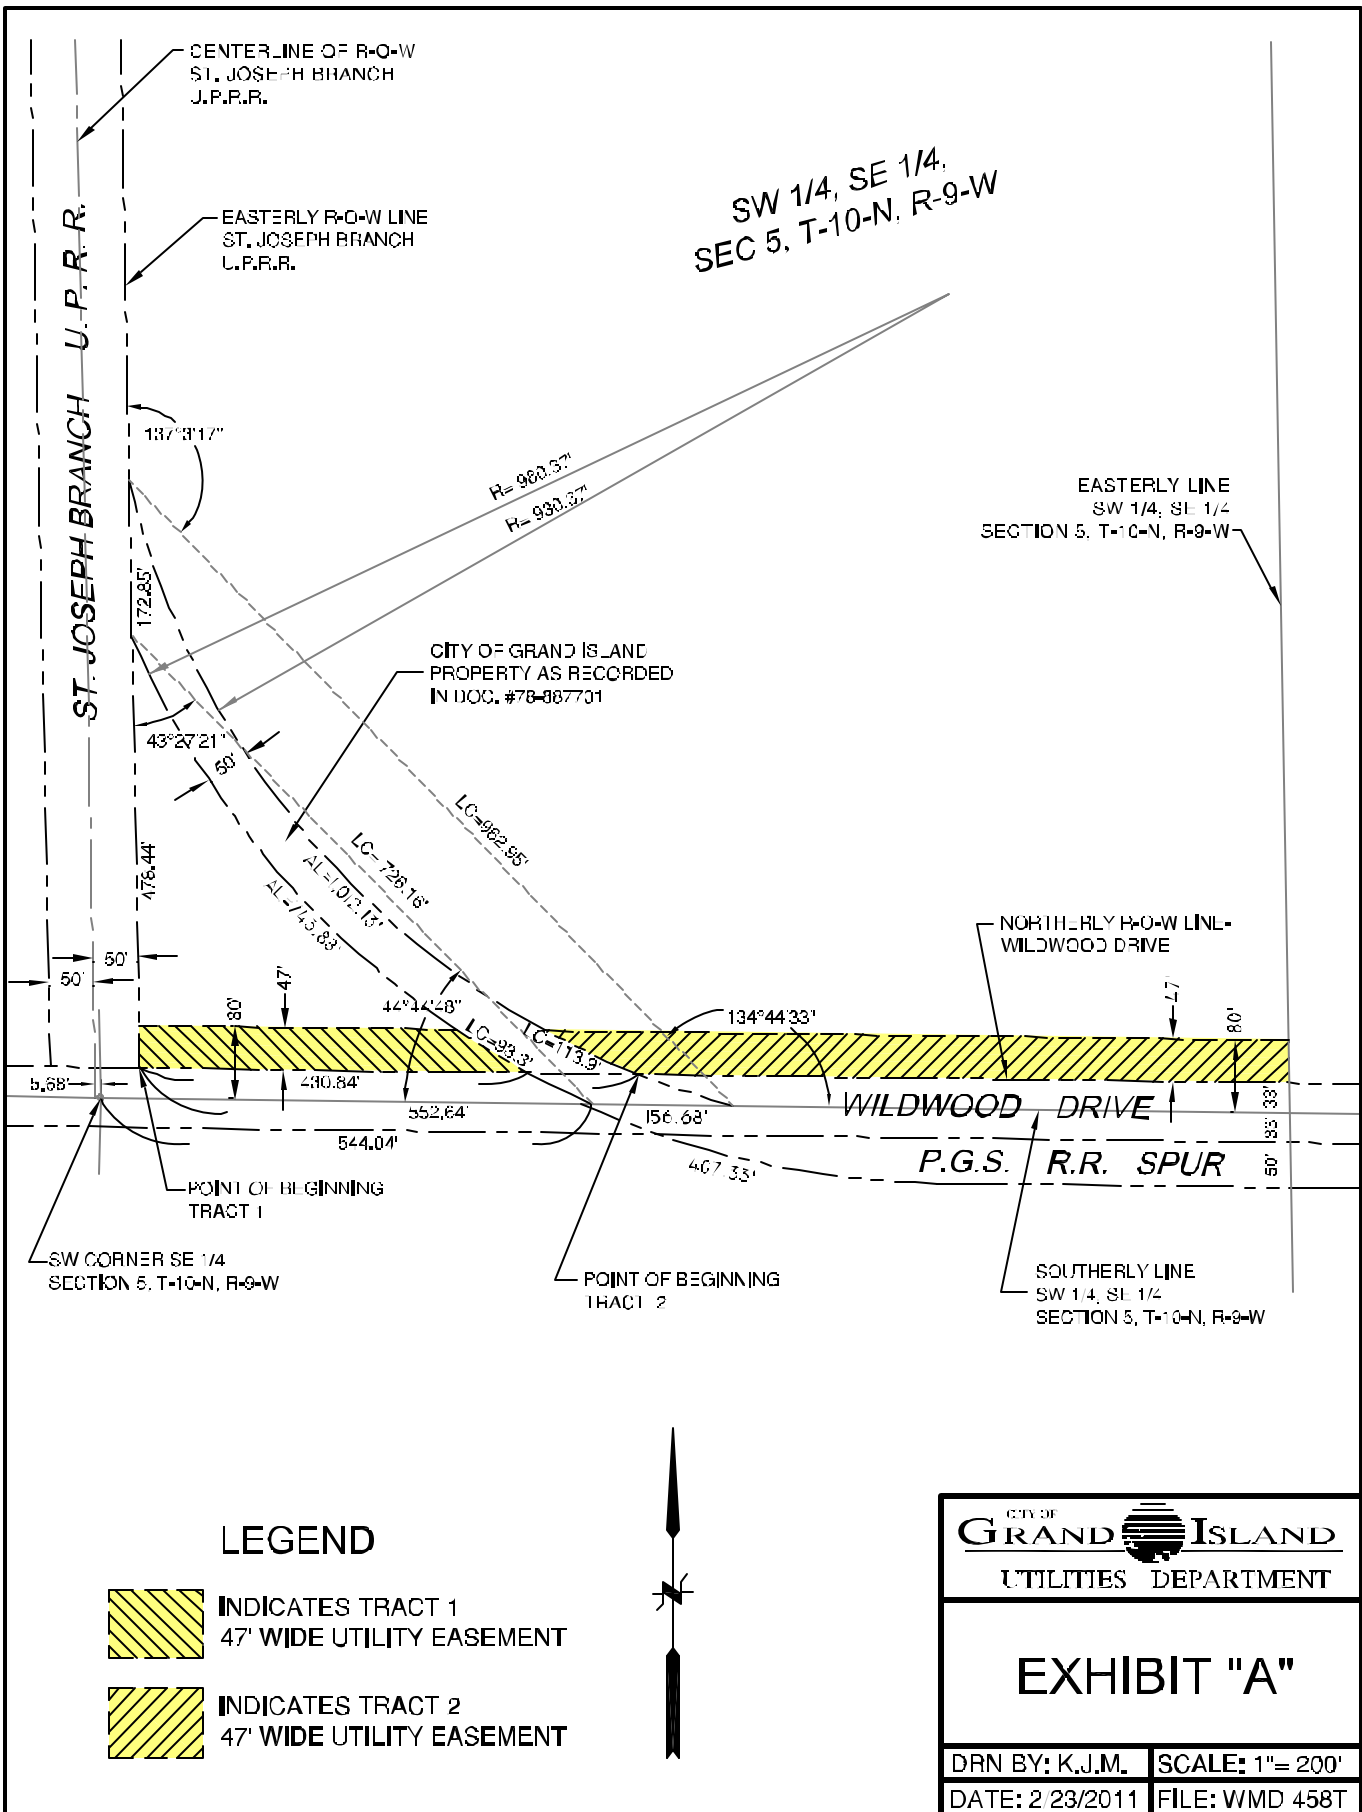 CENTERLINE OF R-O-W
ST. JOSEPH BRANCH
U.P.R.R.
EASTERLY R-O-W LINE
ST. JOSEPH BRANCH
U.P.R.R.
ST. JOSEPH BRANCH U. P. R. R.
SW 1/4, SE 1/4,
SEC 5, T-10-N, R-9-W
137°3'17"
R= 980.37'
R= 930.37'
EASTERLY LINE
SW 1/4, SE 1/4
SECTION 5, T-10-N, R-9-W
172.85'
CITY OF GRAND ISLAND
PROPERTY AS RECORDED
IN DOC. #78-887701
43°27'21"
50'
LC=962.95'
LC=726.16'
AL=1,012.13'
AL=745.83'
478.44'
NORTHERLY R-O-W LINE-
WILDWOOD DRIVE
50'
50'
47'
80'
44°44'48"
LC=93.3'
LC=113.9'
134°44'33"
47'
80'
5.68'
430.84'
552.64'
544.04'
156.68'
WILDWOOD DRIVE
33'
33'
50'
407.33'
P.G.S. R.R. SPUR
POINT OF BEGINNING
TRACT 1
SW CORNER SE 1/4
SECTION 5, T-10-N, R-9-W
POINT OF BEGINNING
TRACT 2
SOUTHERLY LINE
SW 1/4, SE 1/4
SECTION 5, T-10-N, R-9-W
LEGEND
INDICATES TRACT 1
47' WIDE UTILITY EASEMENT
INDICATES TRACT 2
47' WIDE UTILITY EASEMENT
N
CITY OF
GRAND ISLAND
UTILITIES DEPARTMENT
EXHIBIT "A"
DRN BY: K.J.M.
SCALE: 1"= 200'
DATE: 2/23/2011
FILE: WMD 458T